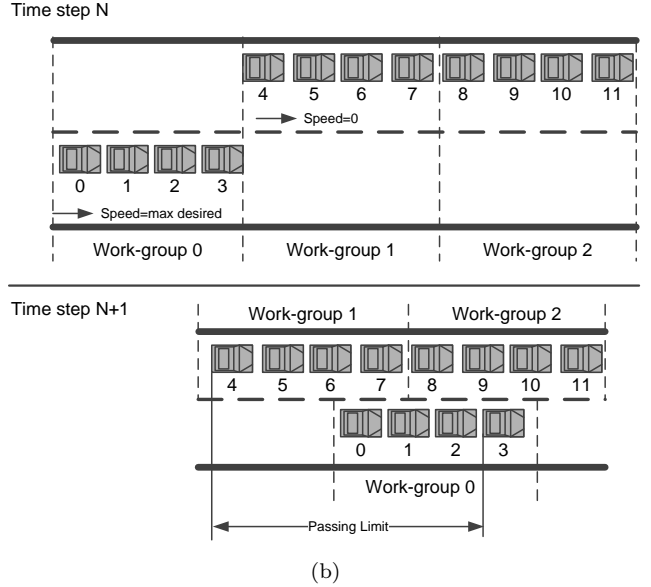 Time step N
4 5 6 7 8 9 10 11
Speed=0
0 1 2 3
Speed=max desired
Work-group 0 Work-group 1 Work-group 2
Time step N+1
Work-group 1 Work-group 2
4 5 6 7 8 9 10 11
0 1 2 3
Work-group 0
Passing Limit
(b)